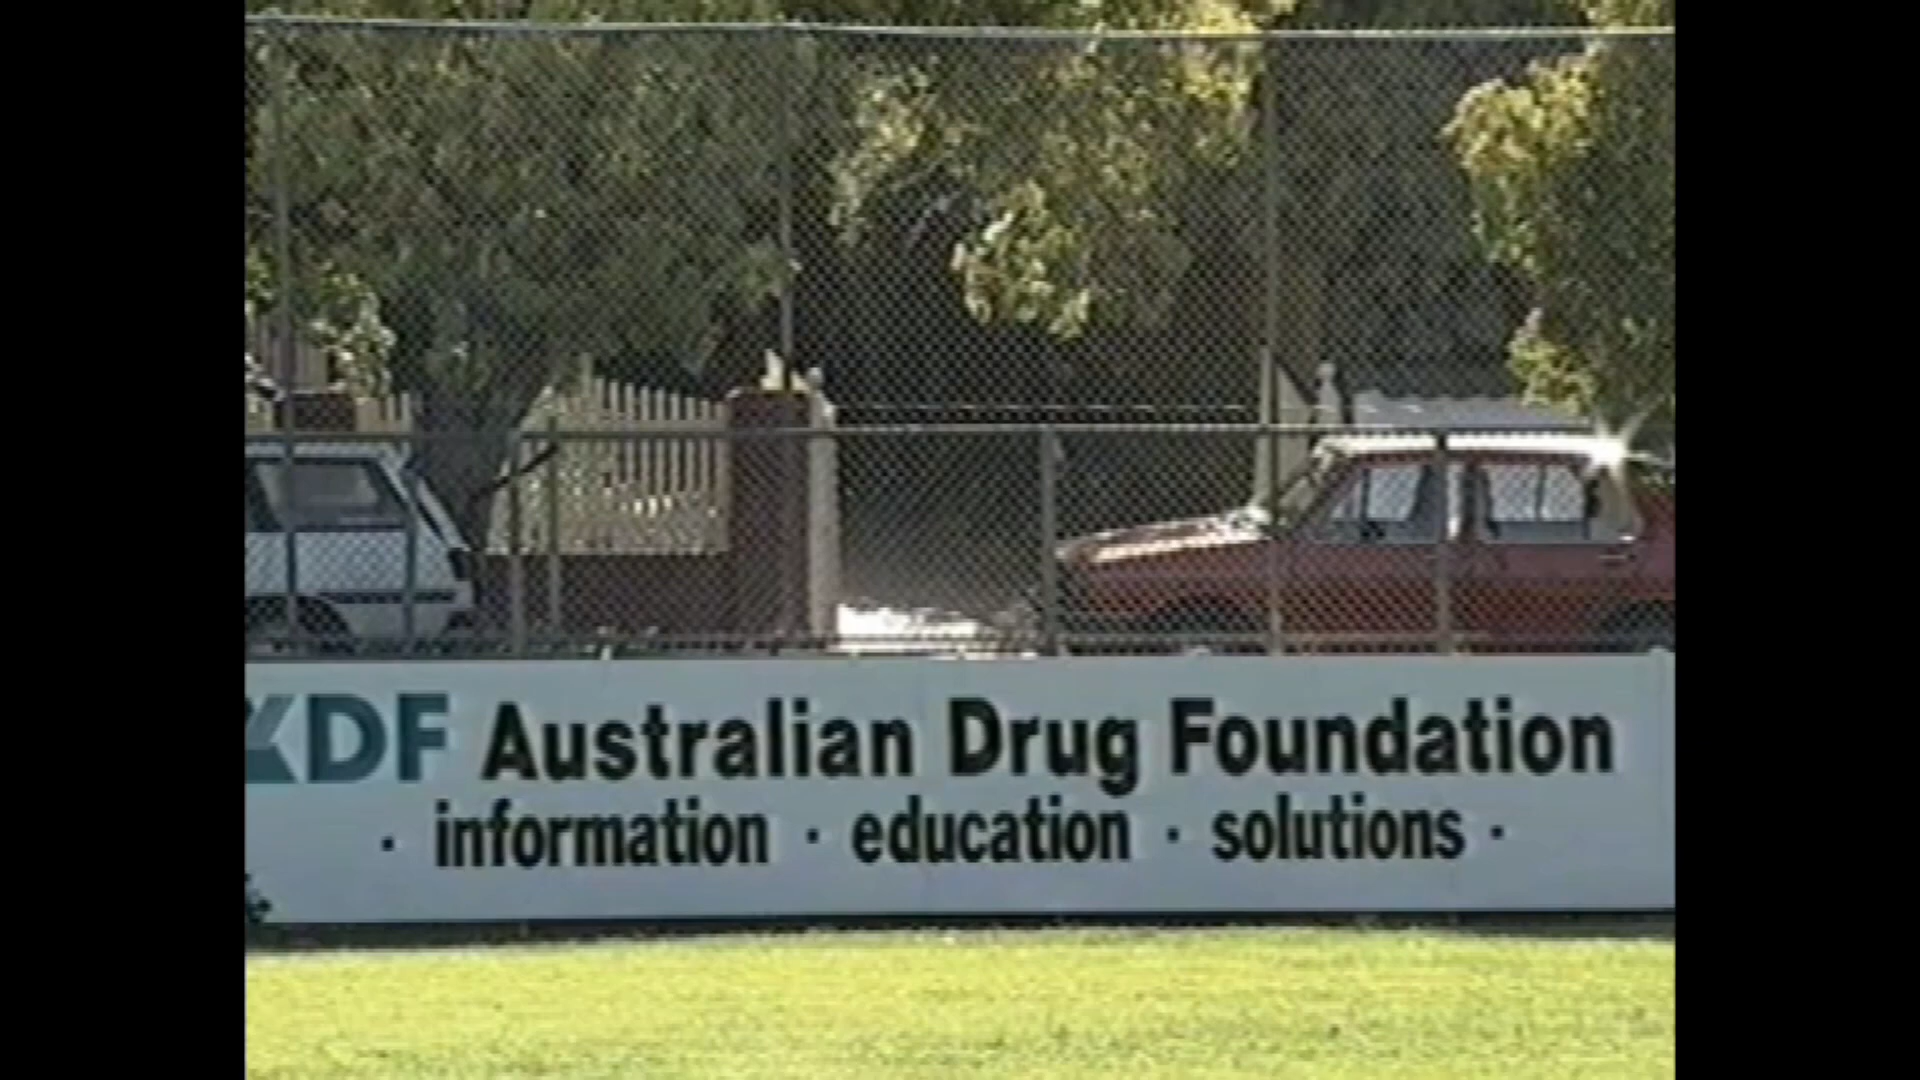 ADF Australian Drug Foundation
· information · education · solutions ·